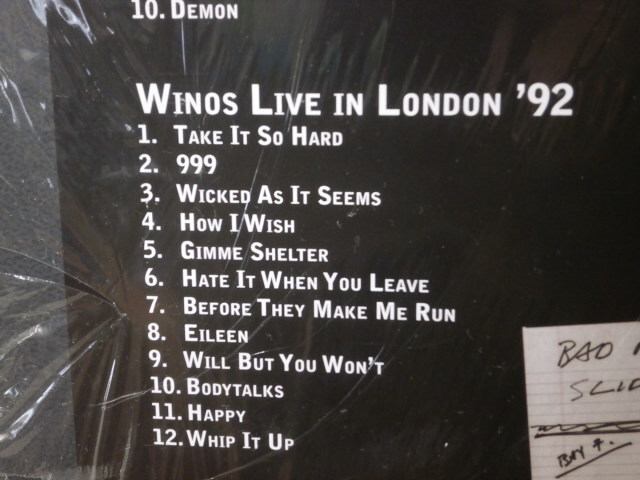 10. DEMON
WINOS LIVE IN LONDON '92
1. TAKE IT SO HARD
2. 999
3. WICKED AS IT SEEMS
4. HOW I WISH
5. GIMME SHELTER
6. HATE IT WHEN YOU LEAVE
7. BEFORE THEY MAKE ME RUN
8. EILEEN
9. WILL BUT YOU WON'T
10. BODYTALKS
11. HAPPY
12. WHIP IT UP
BAD